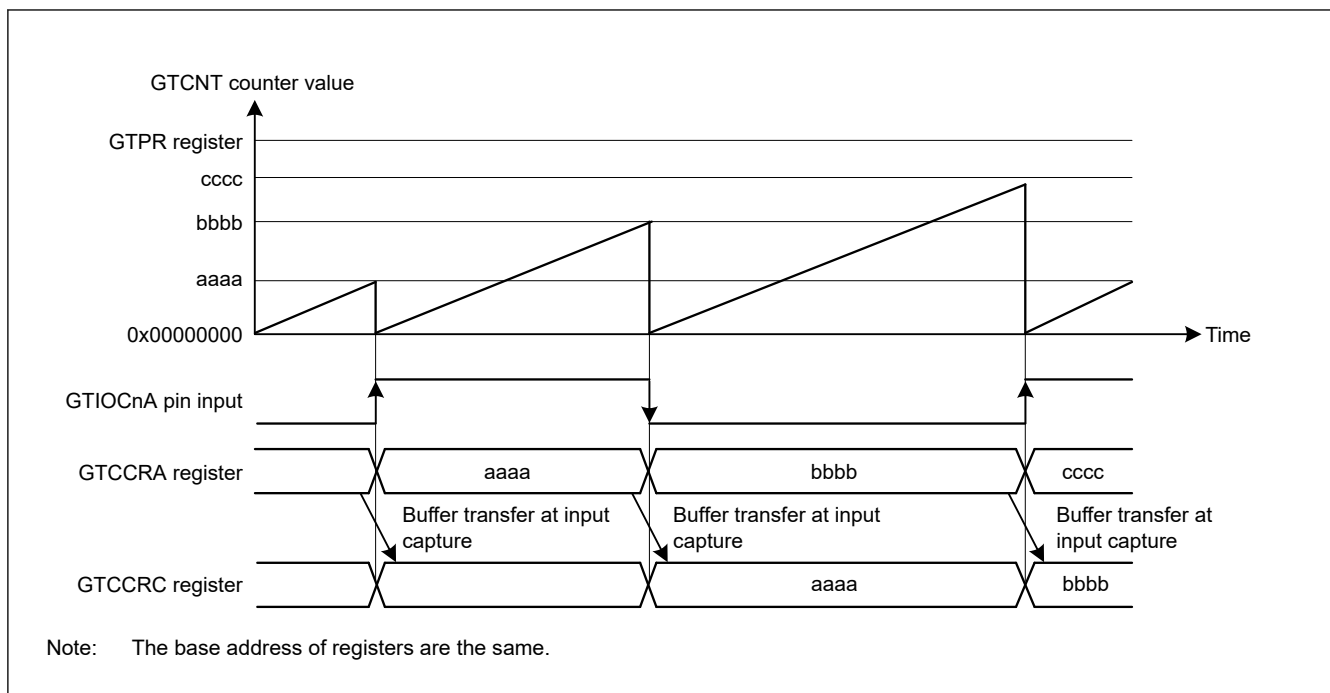 GTCNT counter value
GTPR register
cccc
bbbb
aaaa
0x00000000
Time
GTIOCnA pin input
GTCCRA register
aaaa
bbbb
cccc
Buffer transfer at input
capture
Buffer transfer at input
capture
Buffer transfer at
input capture
GTCCRC register
aaaa
bbbb
Note: The base address of registers are the same.